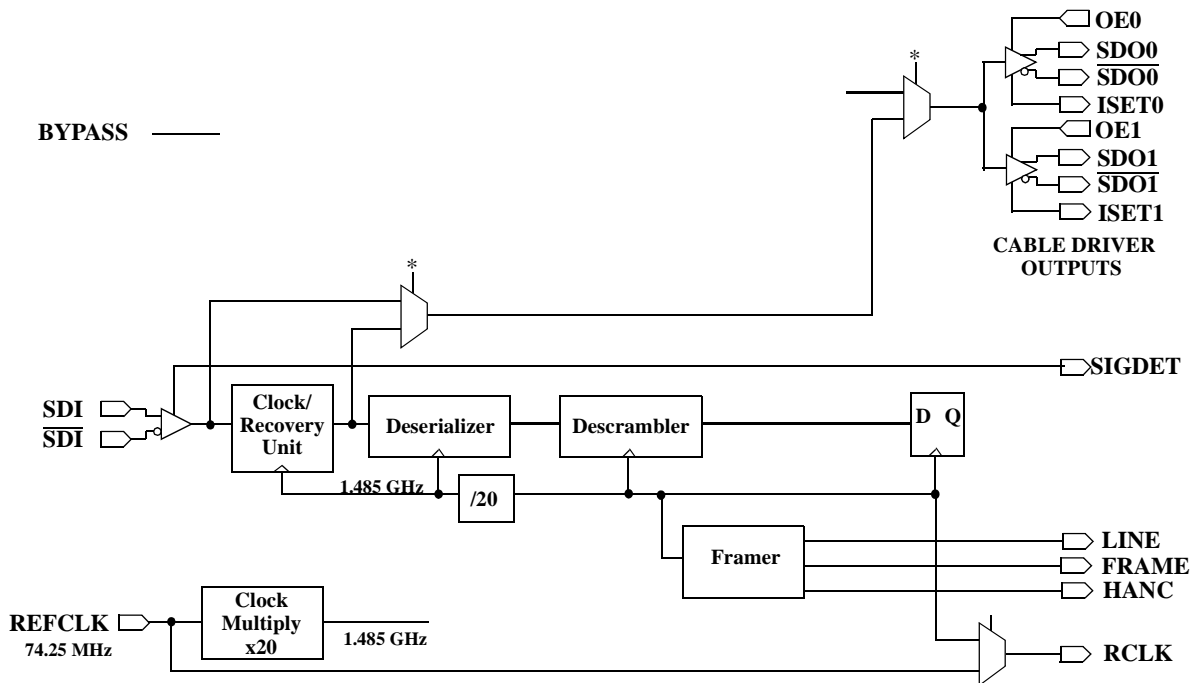 OE0
SDO0
SDO0
ISET0
OE1
SDO1
SDO1
ISET1
CABLE DRIVER
OUTPUTS
*
BYPASS
*
SIGDET
SDI
SDI
Clock/
Recovery
Unit
Deserializer
Descrambler
D Q
1.485 GHz
/20
Framer
LINE
FRAME
HANC
REFCLK
74.25 MHz
Clock
Multiply
x20
1.485 GHz
RCLK